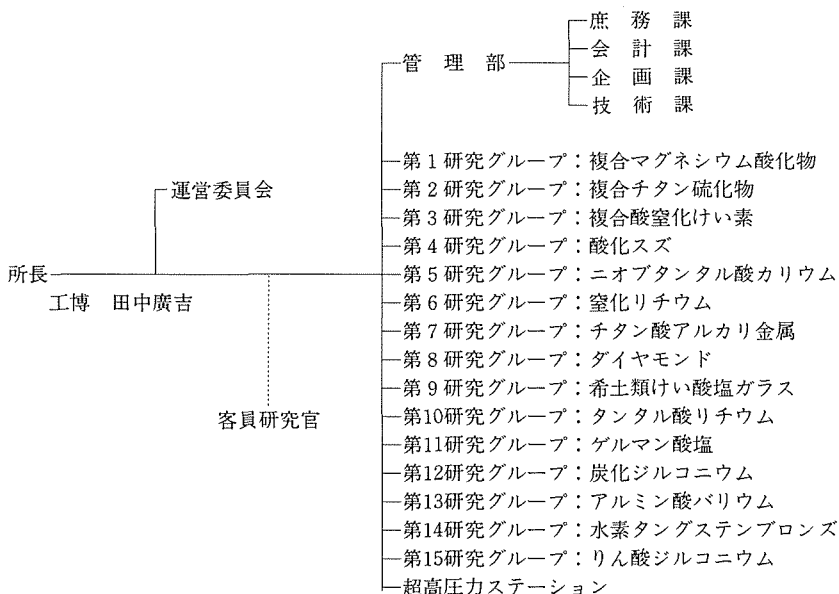 庶務課
管理部
会計課
企画課
技術課
第1研究グループ：複合マグネシウム酸化物
運営委員会
第2研究グループ：複合チタン硫化物
第3研究グループ：複合酸窒化けい素
第4研究グループ：酸化スズ
所長
第5研究グループ：ニオブタンタル酸カリウム
工博 田中廣吉
第6研究グループ：窒化リチウム
第7研究グループ：チタン酸アルカリ金属
第8研究グループ：ダイヤモンド
第9研究グループ：希土類けい酸塩ガラス
客員研究官
第10研究グループ：タンタル酸リチウム
第11研究グループ：ゲルマン酸塩
第12研究グループ：炭化ジルコニウム
第13研究グループ：アルミン酸バリウム
第14研究グループ：水素タングステンブロンズ
第15研究グループ：りん酸ジルコニウム
超高圧力ステーション